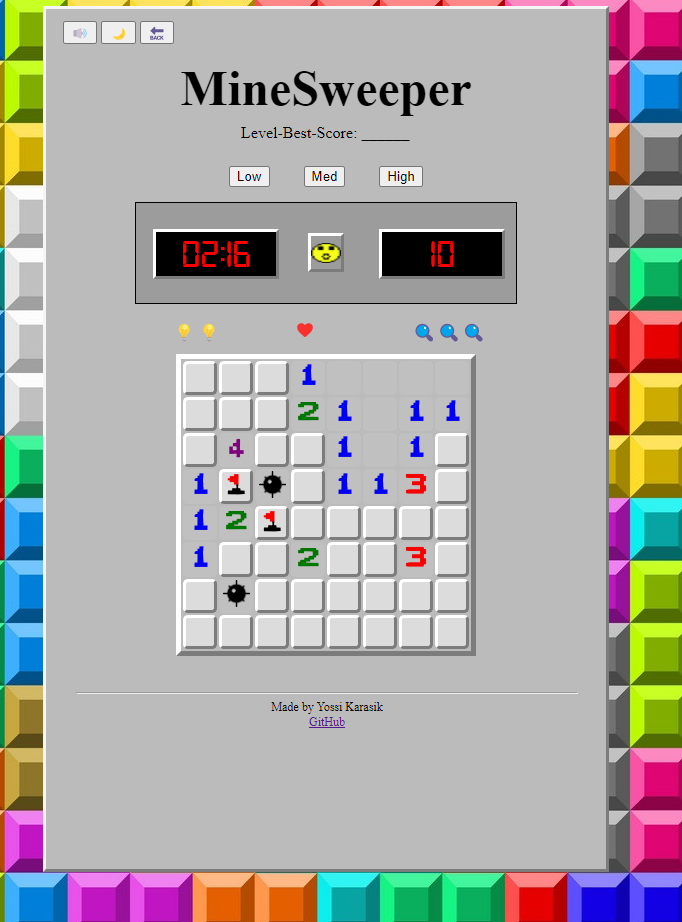 BACK
MineSweeper
Level-Best-Score: ______
Low Med High
02:16 10
1
2 1 1 1
4 1 1
1 1 1 3
1 2
1 2 3
Made by Yossi Karasik
GitHub